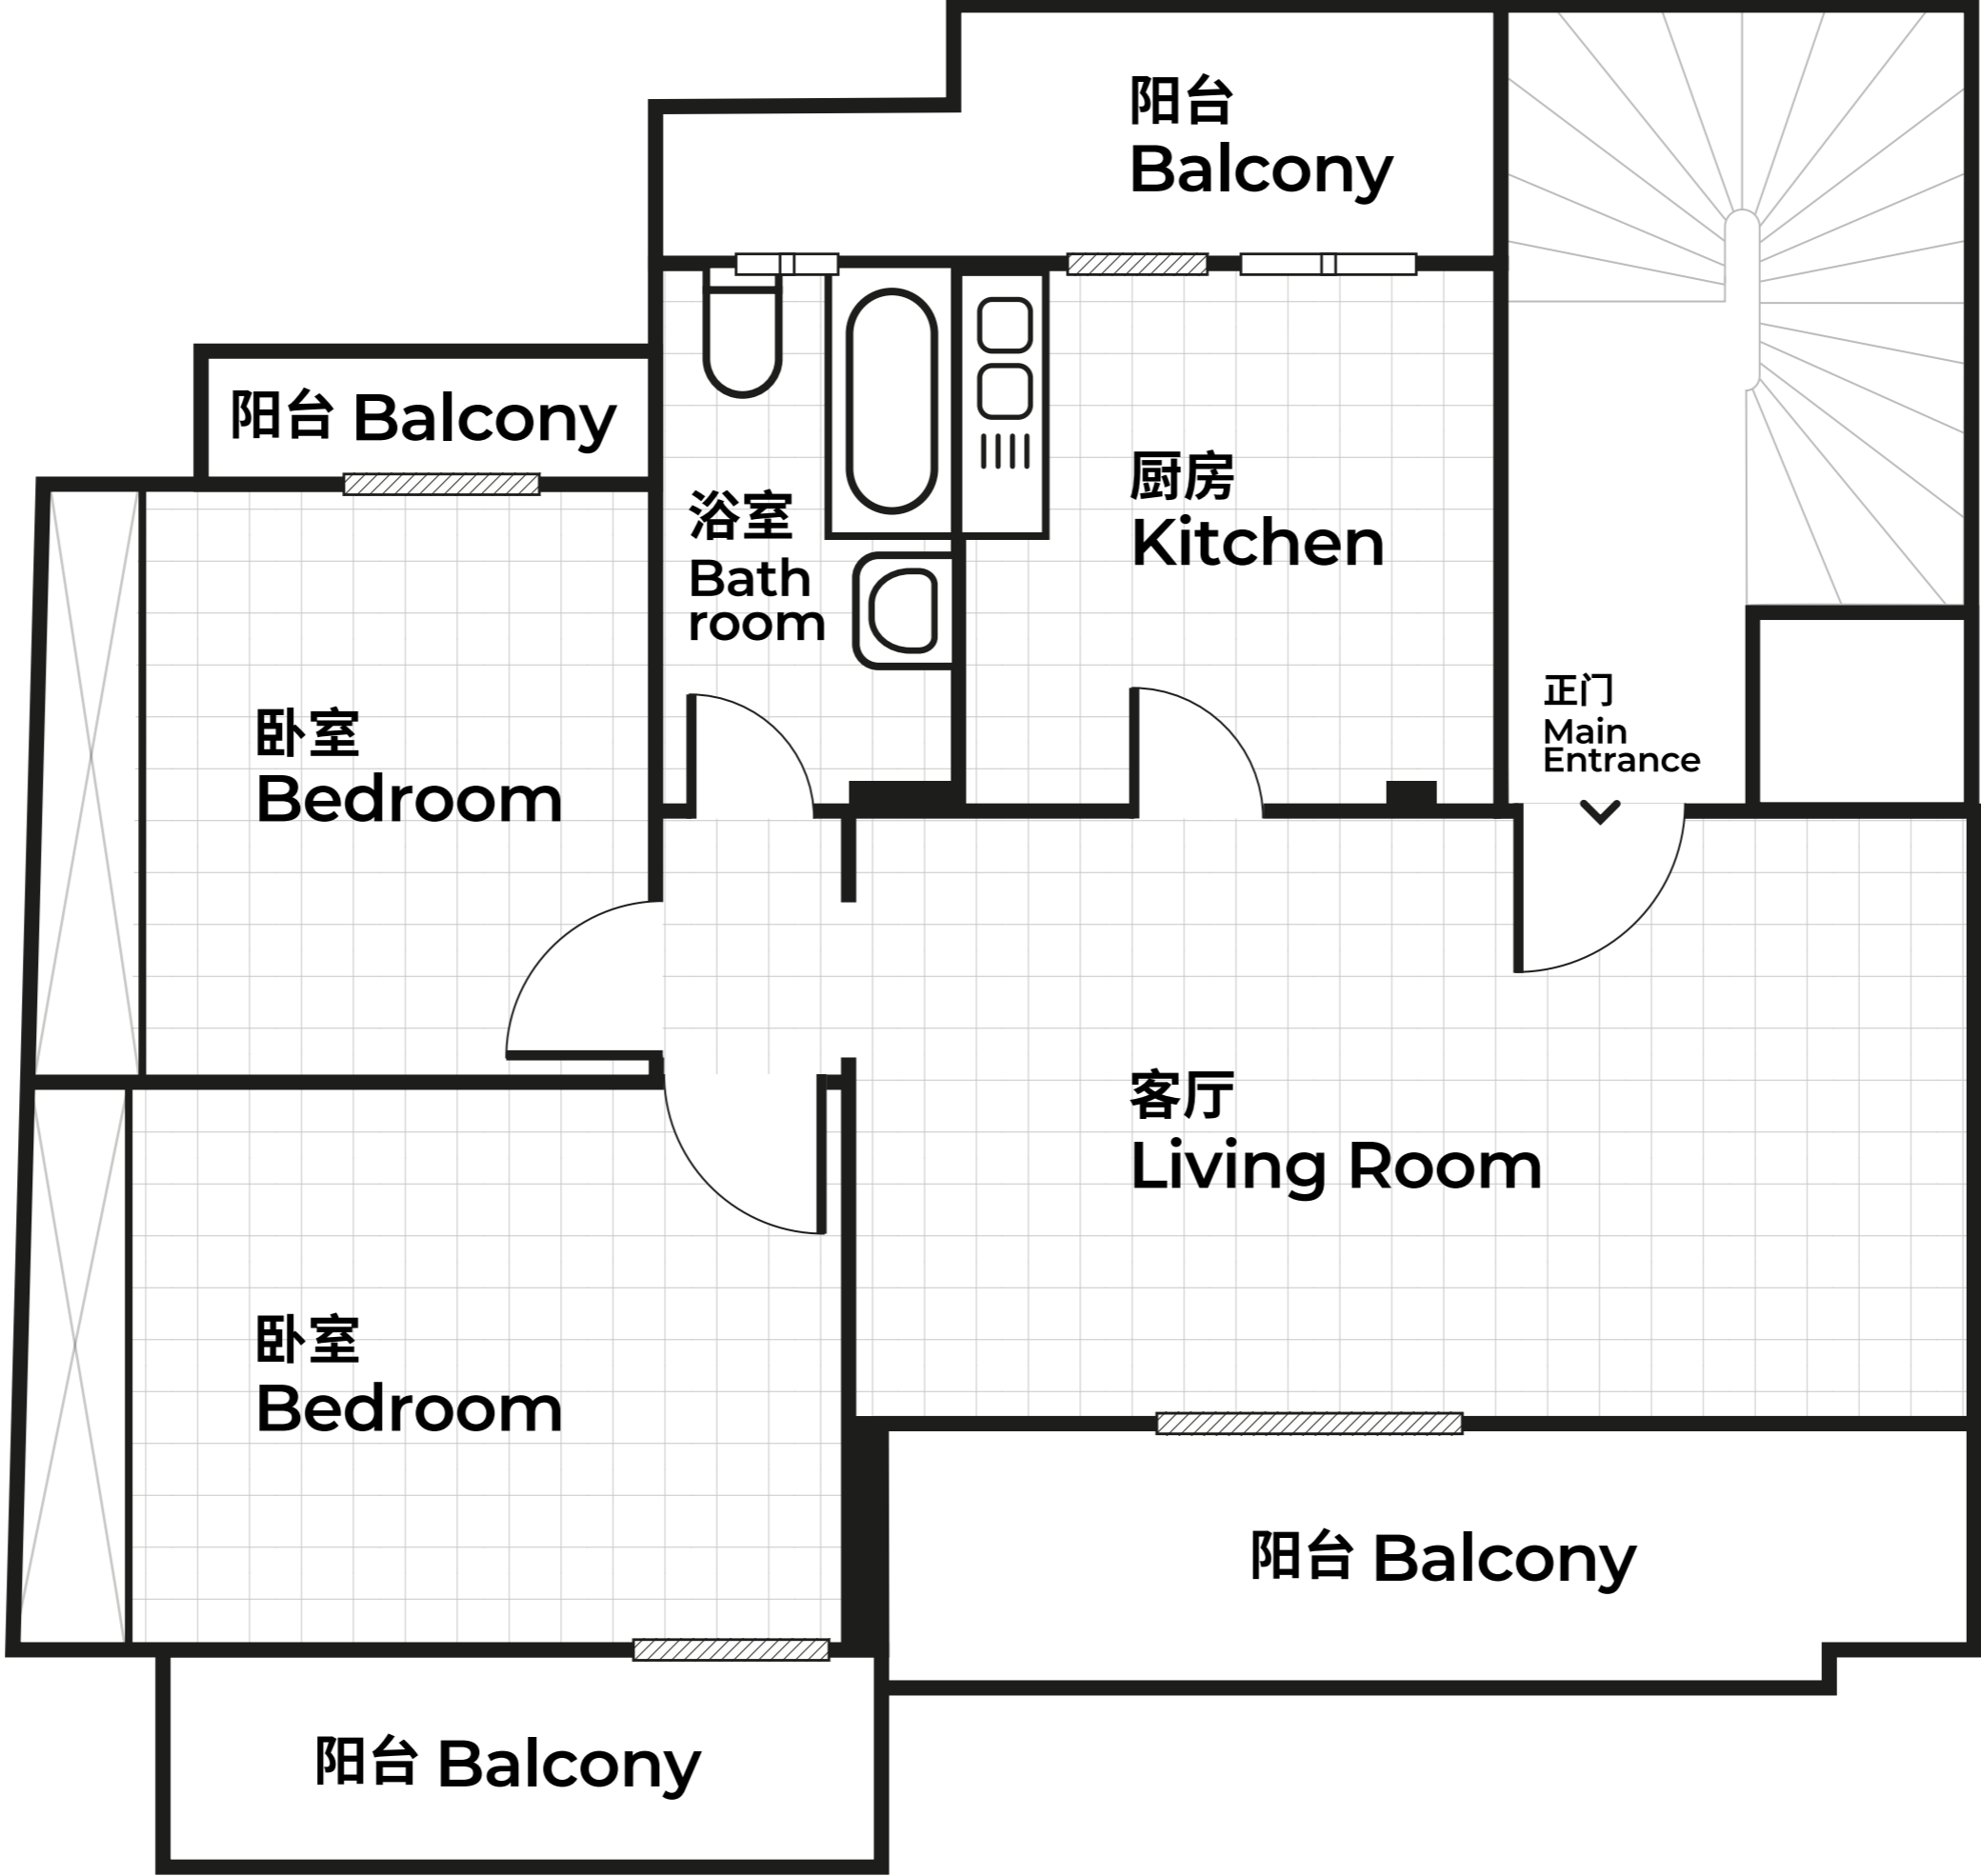 阳台
Balcony
阳台 Balcony
浴室
Bath
room
厨房
Kitchen
正门
Main
Entrance
卧室
Bedroom
客厅
Living Room
卧室
Bedroom
阳台 Balcony
阳台 Balcony